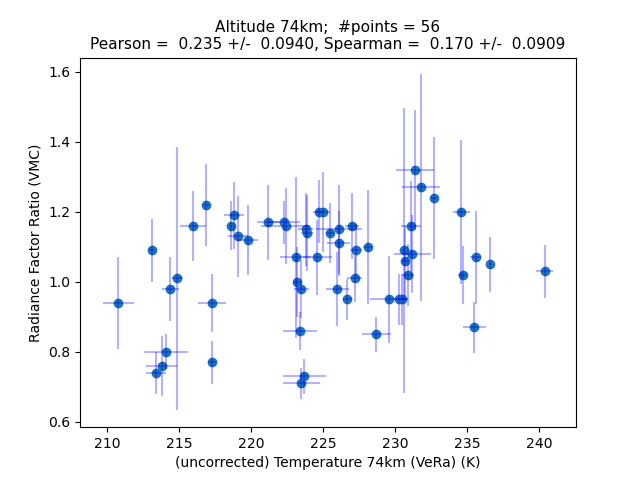 Altitude 74km;  #points = 56
Pearson =  0.235 +/-  0.0940, Spearman =  0.170 +/-  0.0909
Radiance Factor Ratio (VMC)
1.6
1.4
1.2
1.0
0.8
0.6
210 215 220 225 230 235 240
(uncorrected) Temperature 74km (VeRa) (K)